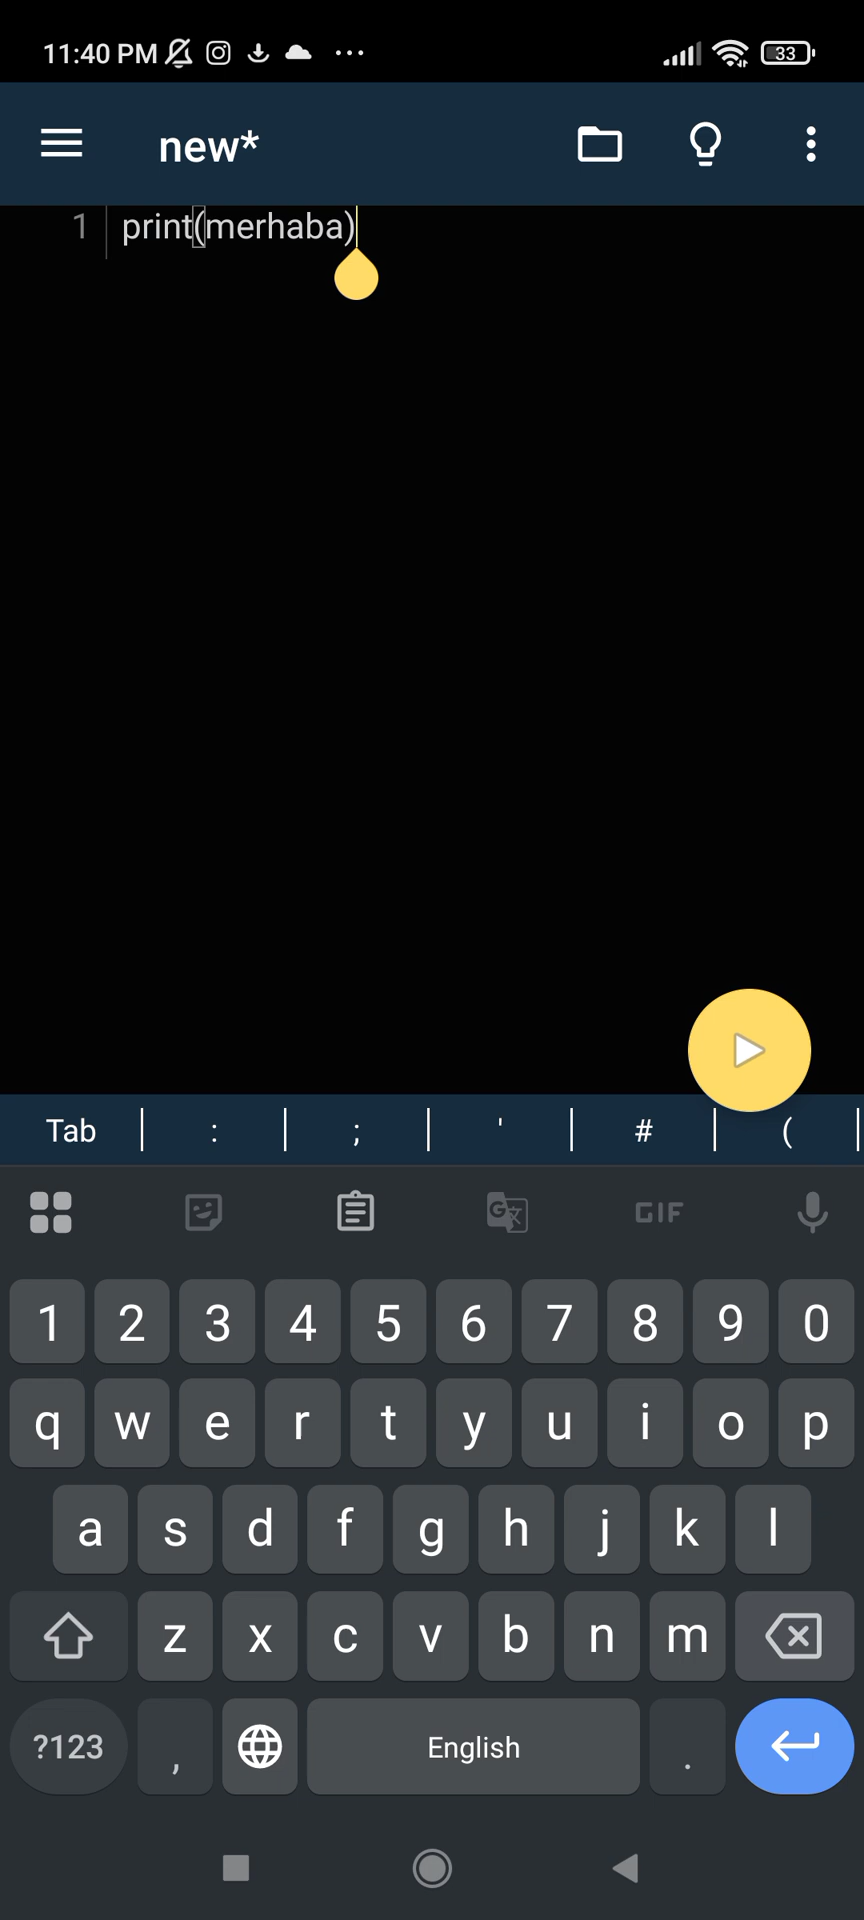 11:40 PM 33
new*
1 print(merhaba)
Tab : ; ' # (
GIF
1 2 3 4 5 6 7 8 9 0
q w e r t y u i o p
a s d f g h j k l
z x c v b n m
?123 , English .